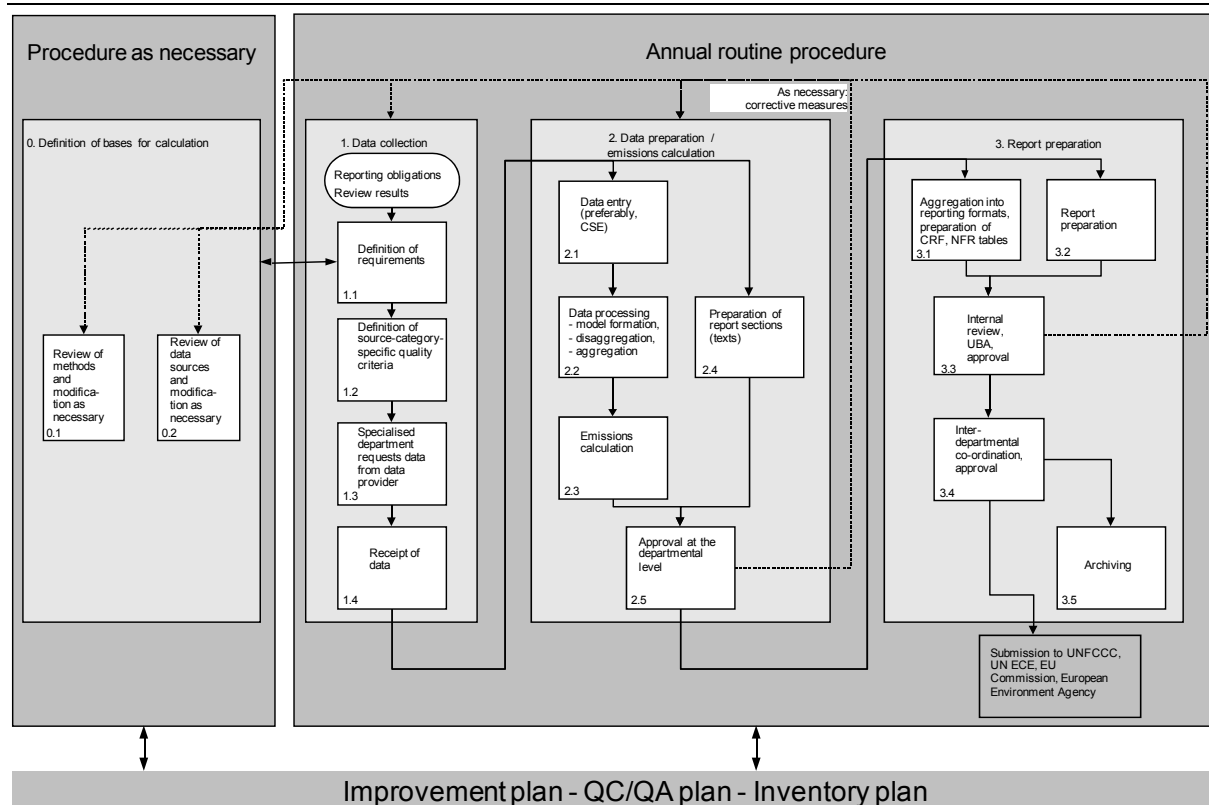 Procedure as necessary
Annual routine procedure
As necessary:
corrective measures
0. Definition of bases for calculation
Review of
methods
and
modifica-
tion as
necessary
0.1
Review of
data
sources and
modifica-
tion as
necessary
0.2
1. Data collection
Reporting obligations
Review results
Definition of
requirements
1.1
Definition of
source-category-
specific quality
criteria
1.2
Specialised
department
requests data
from data
provider
1.3
Receipt of
data
1.4
2. Data preparation /
emissions calculation
Data entry
(preferably,
CSE)
2.1
Data processing
- model formation,
- disaggregation,
- aggregation
2.2
Emissions
calculation
2.3
Preparation of
report sections
(texts)
2.4
Approval at the
departmental
level
2.5
3. Report preparation
Aggregation into
reporting formats,
preparation of
CRF, NFR tables
3.1
Report
preparation
3.2
Internal
review,
UBA,
approval
3.3
Inter-
departmental
co-ordination,
approval
3.4
Archiving
3.5
Submission to UNFCCC,
UN ECE, EU
Commission, European
Environment Agency
Improvement plan - QC/QA plan - Inventory plan